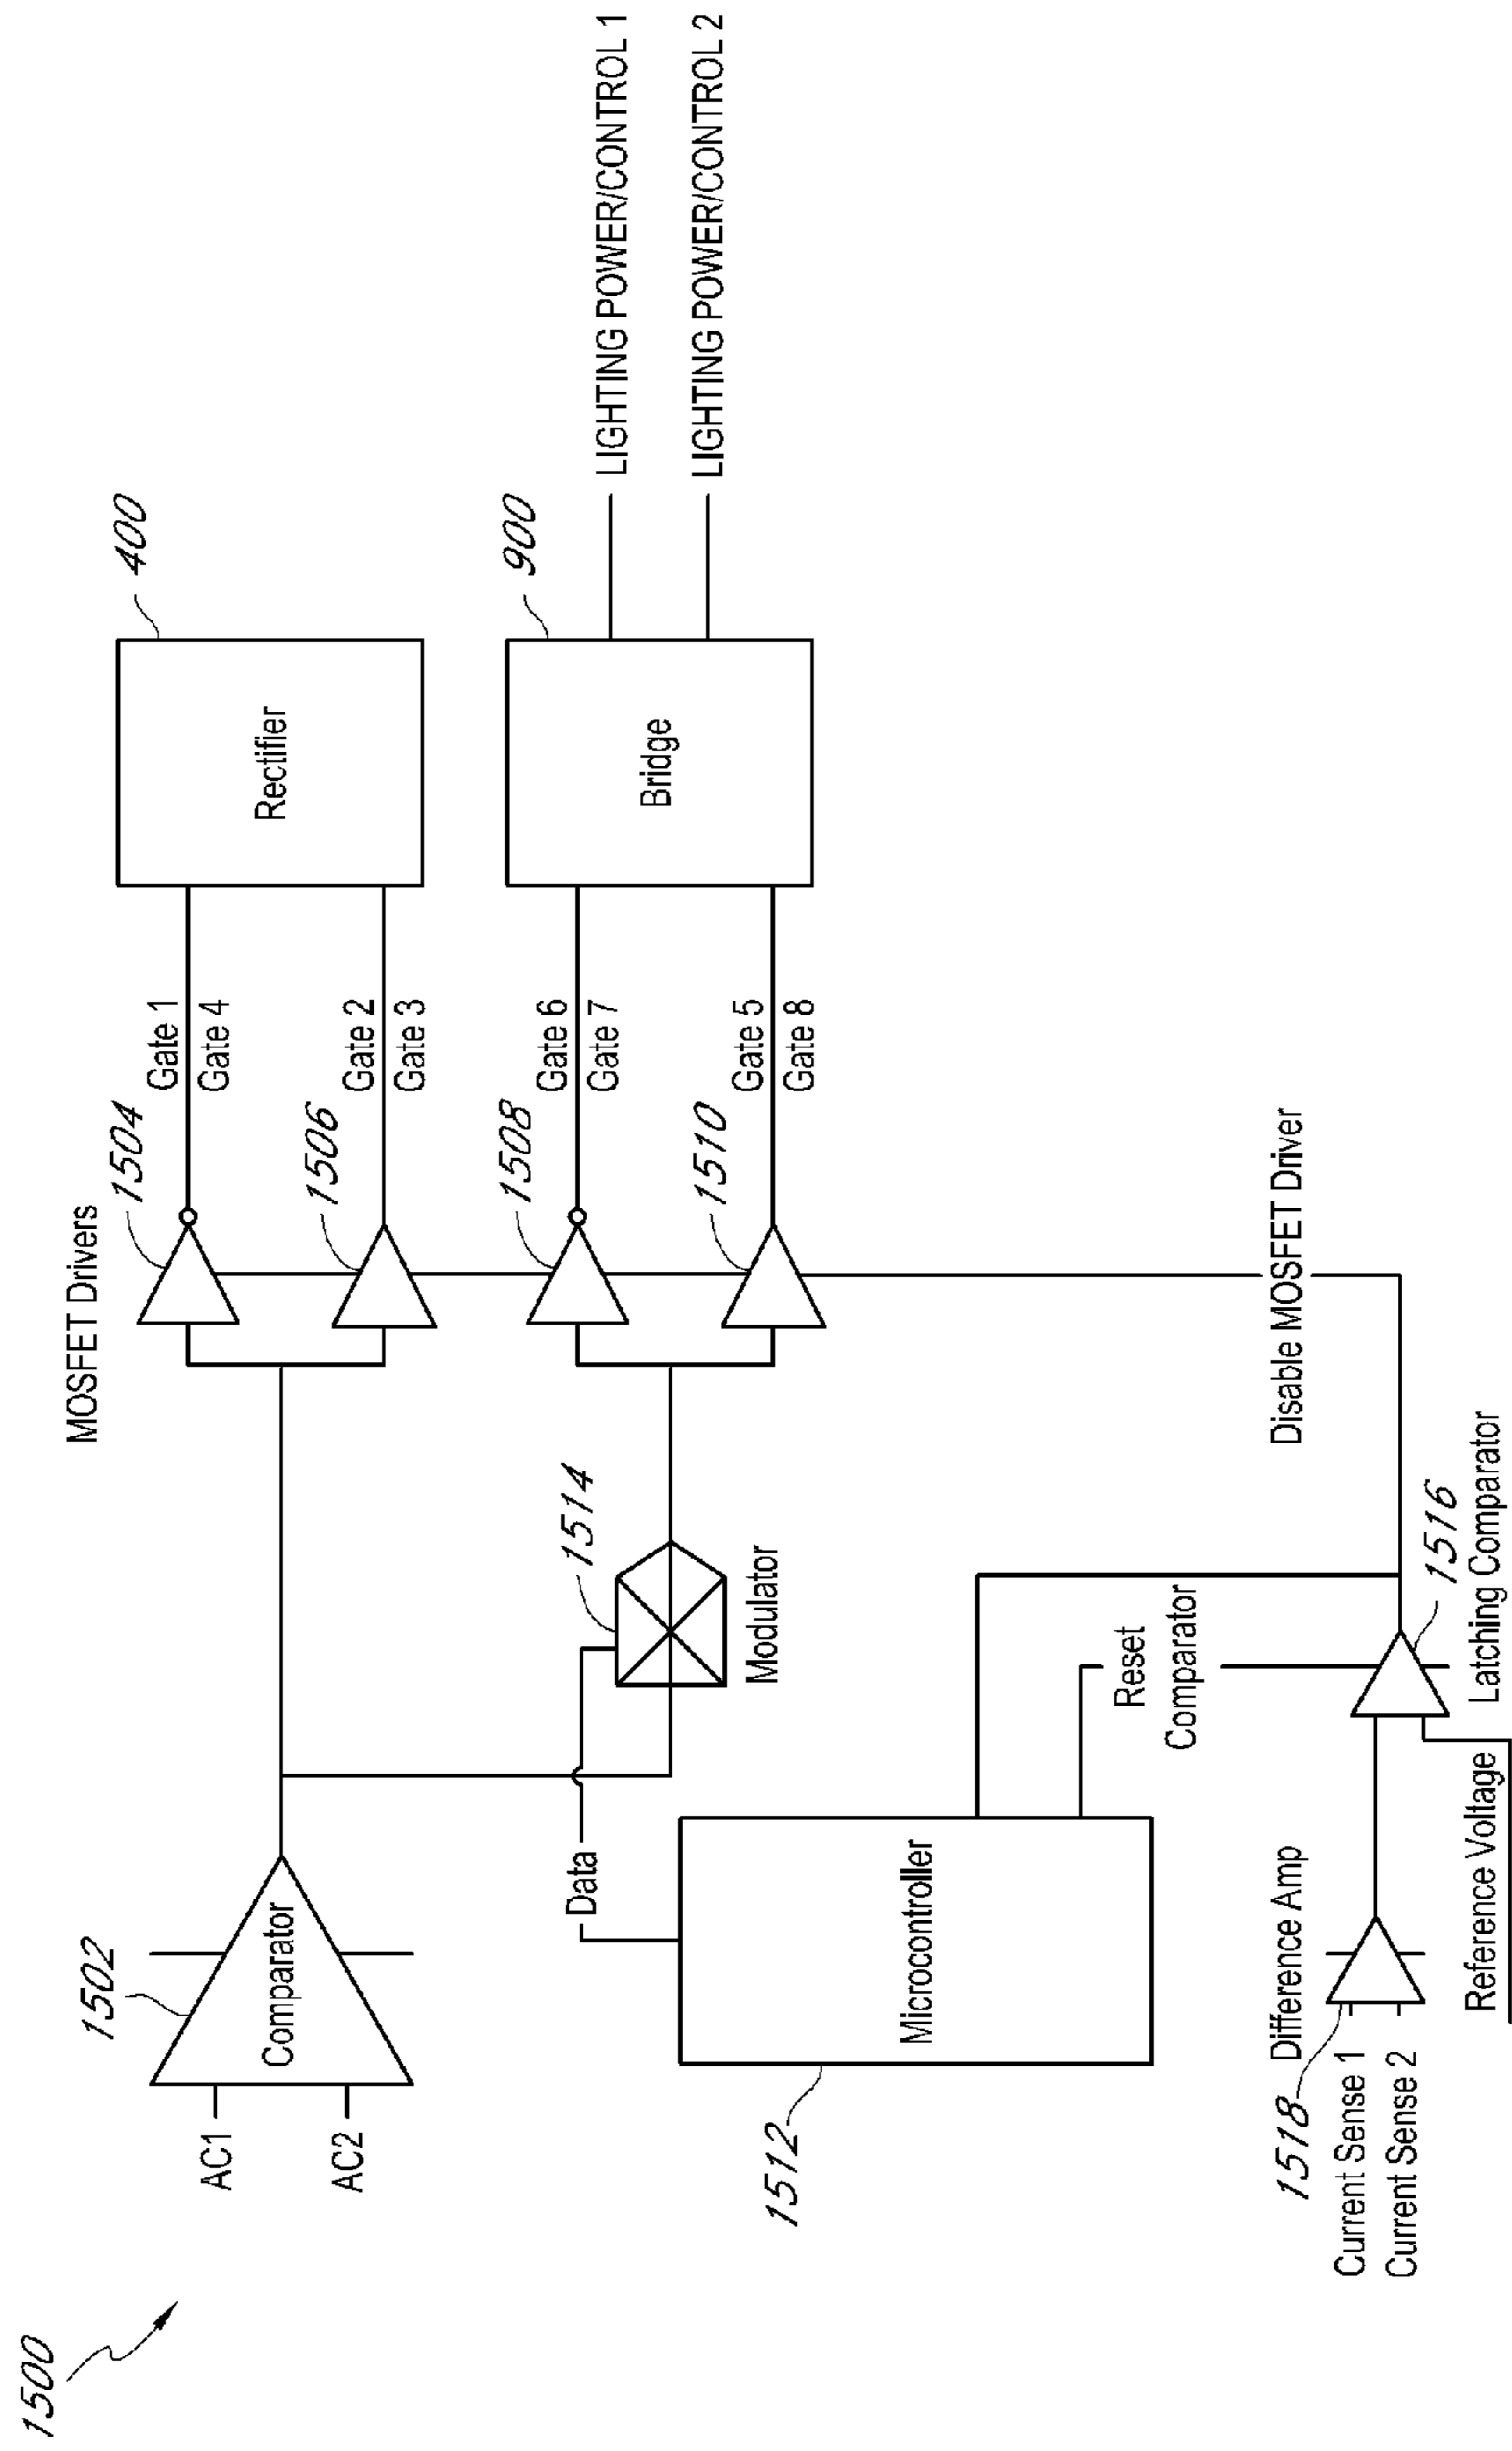 1500
1502
AC1
AC2
Comparator
MOSFET Drivers
1504
1506
1508
1510
Gate 1
Gate 4
Gate 2
Gate 3
Gate 6
Gate 7
Gate 5
Gate 8
Rectifier
400
Bridge
900
LIGHTING POWER/CONTROL 1
LIGHTING POWER/CONTROL 2
Data
1514
Modulator
Microcontroller
1512
Reset
Comparator
Disable MOSFET Driver
Difference Amp
1518
Current Sense 1
Current Sense 2
1516
Latching Comparator
Reference Voltage